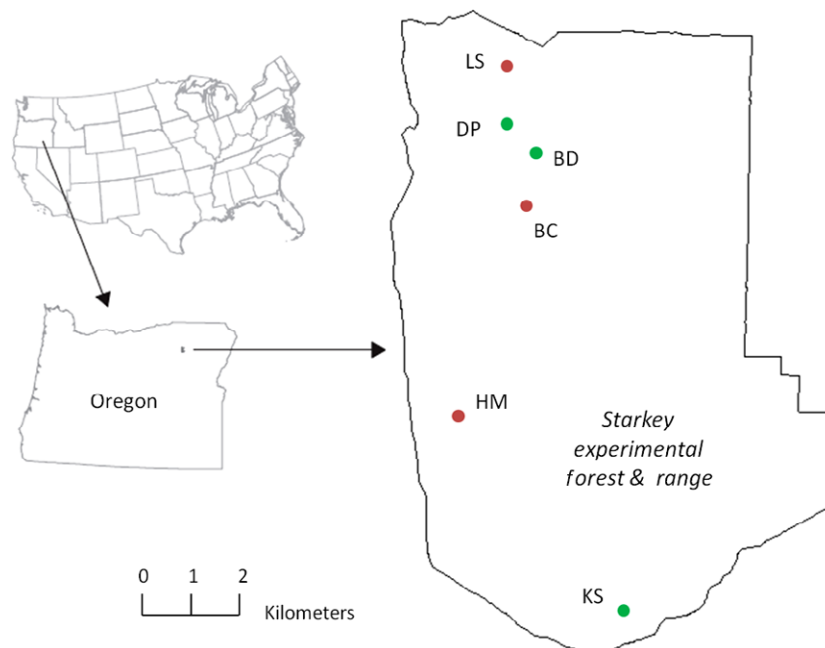 LS
DP
BD
BC
Oregon
HM
Starkey
experimental
forest & range
KS
0 1 2
Kilometers